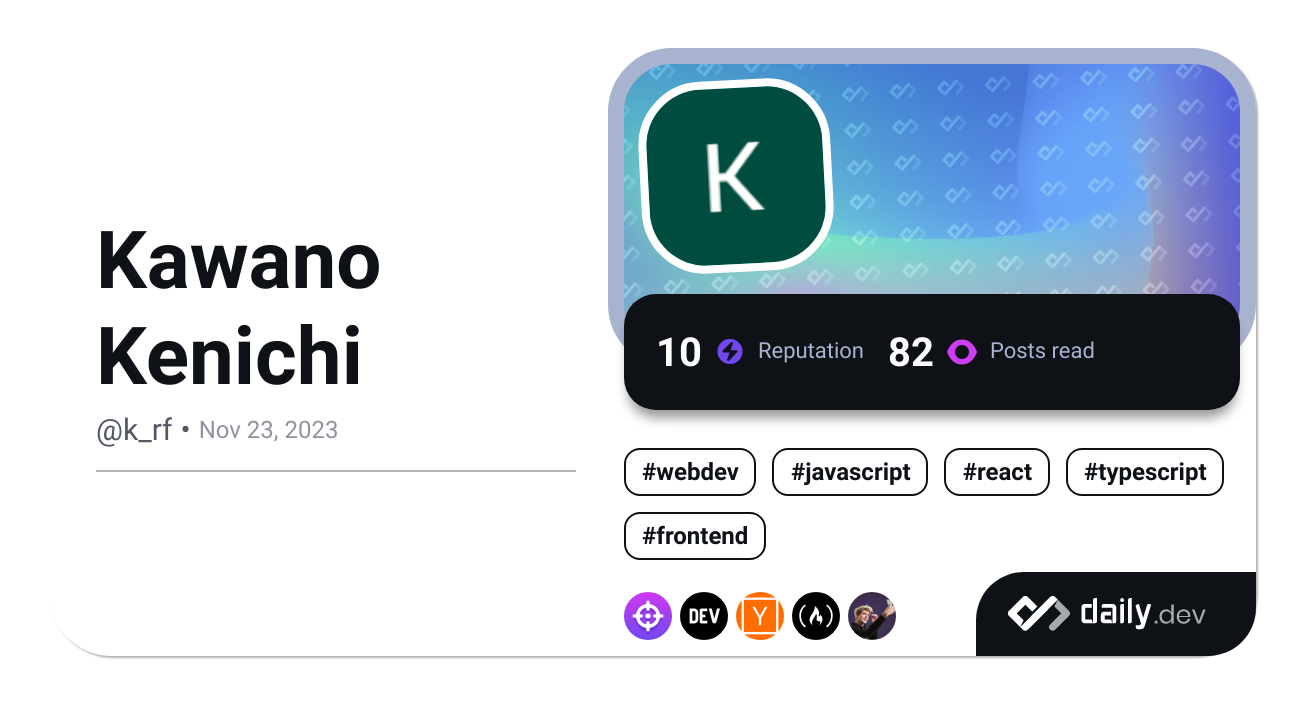 Kawano
Kenichi
@k_rf • Nov 23, 2023
K
10 Reputation 82 Posts read
#webdev #javascript #react #typescript
#frontend
DEV Y
daily.dev